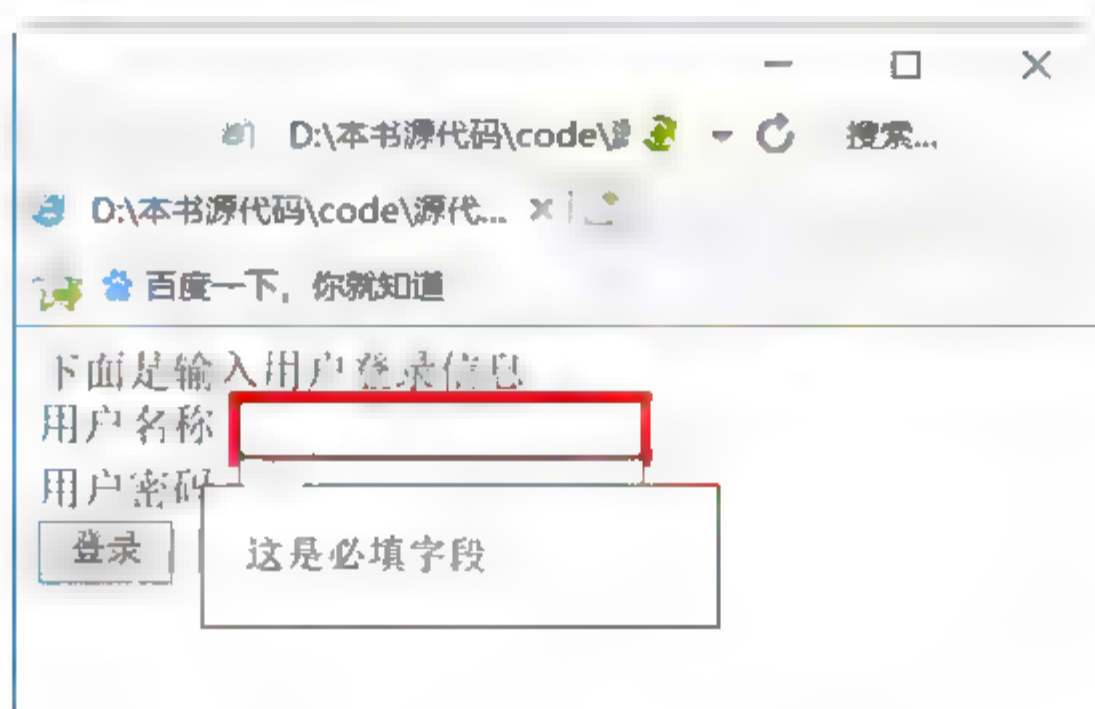 D:\本书源代码\code\ 搜索...
D:\本书源代码\code\源代...
百度一下，你就知道
下面是输入用户登录信息
用户名称
用户密码
登录
这是必填字段